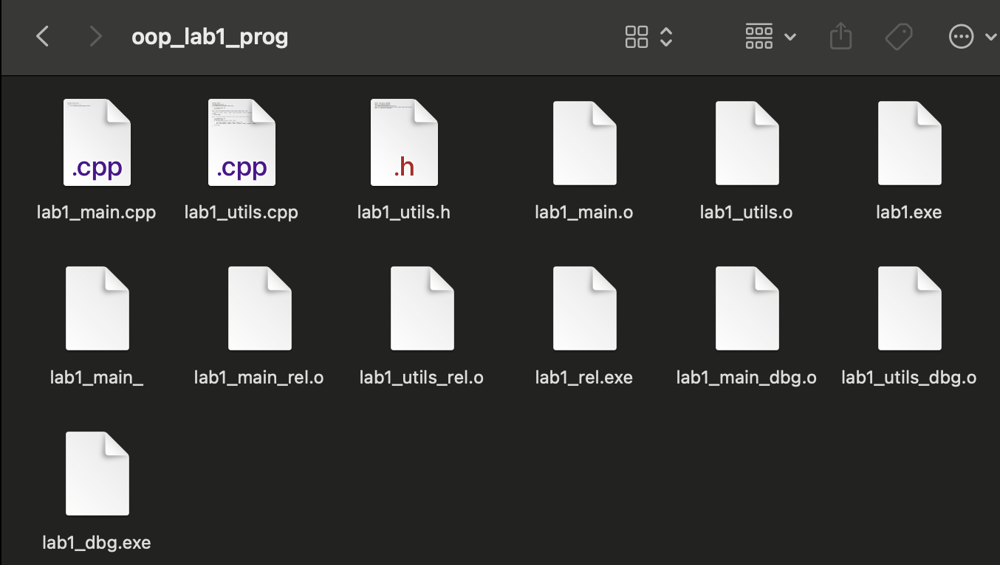 oop_lab1_prog
.cpp .cpp .h
lab1_main.cpp lab1_utils.cpp lab1_utils.h lab1_main.o lab1_utils.o lab1.exe
lab1_main_ lab1_main_rel.o lab1_utils_rel.o lab1_rel.exe lab1_main_dbg.o lab1_utils_dbg.o
lab1_dbg.exe